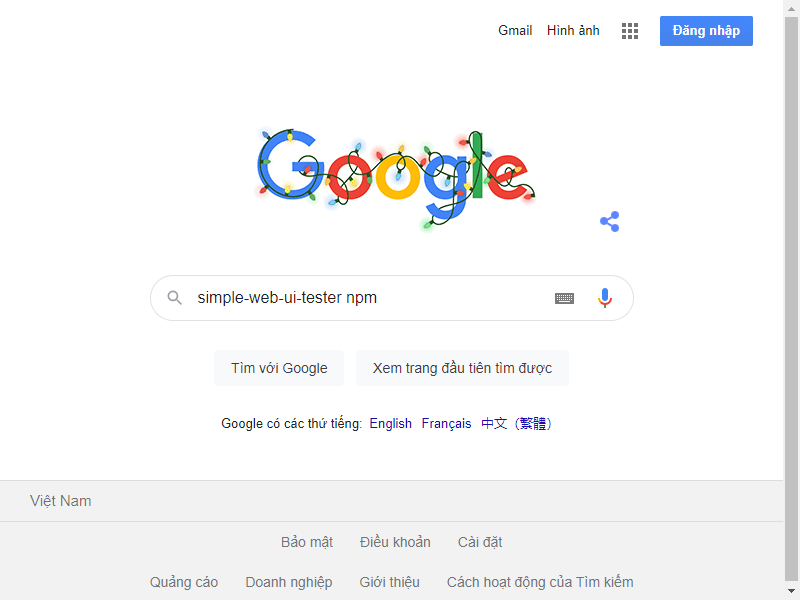 Gmail Hình ảnh Đăng nhập
Google
simple-web-ui-tester npm
Tìm với Google Xem trang đầu tiên tìm được
Google có các thứ tiếng: English Français 中文（繁體）
Việt Nam
Bảo mật Điều khoản Cài đặt
Quảng cáo Doanh nghiệp Giới thiệu Cách hoạt động của Tìm kiếm